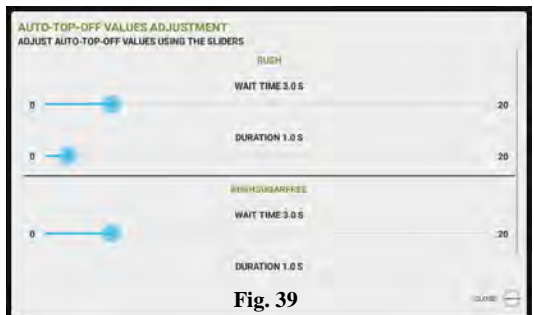 AUTO-TOP-OFF VALUES ADJUSTMENT
ADJUST AUTO-TOP-OFF VALUES USING THE SLIDERS
RUSH
WAIT TIME 3.0 S
0 20
DURATION 1.0 S
0 20
RUSHSUGARFREE
WAIT TIME 3.0 S
0 20
DURATION 1.0 S
Fig. 39
CLOSE